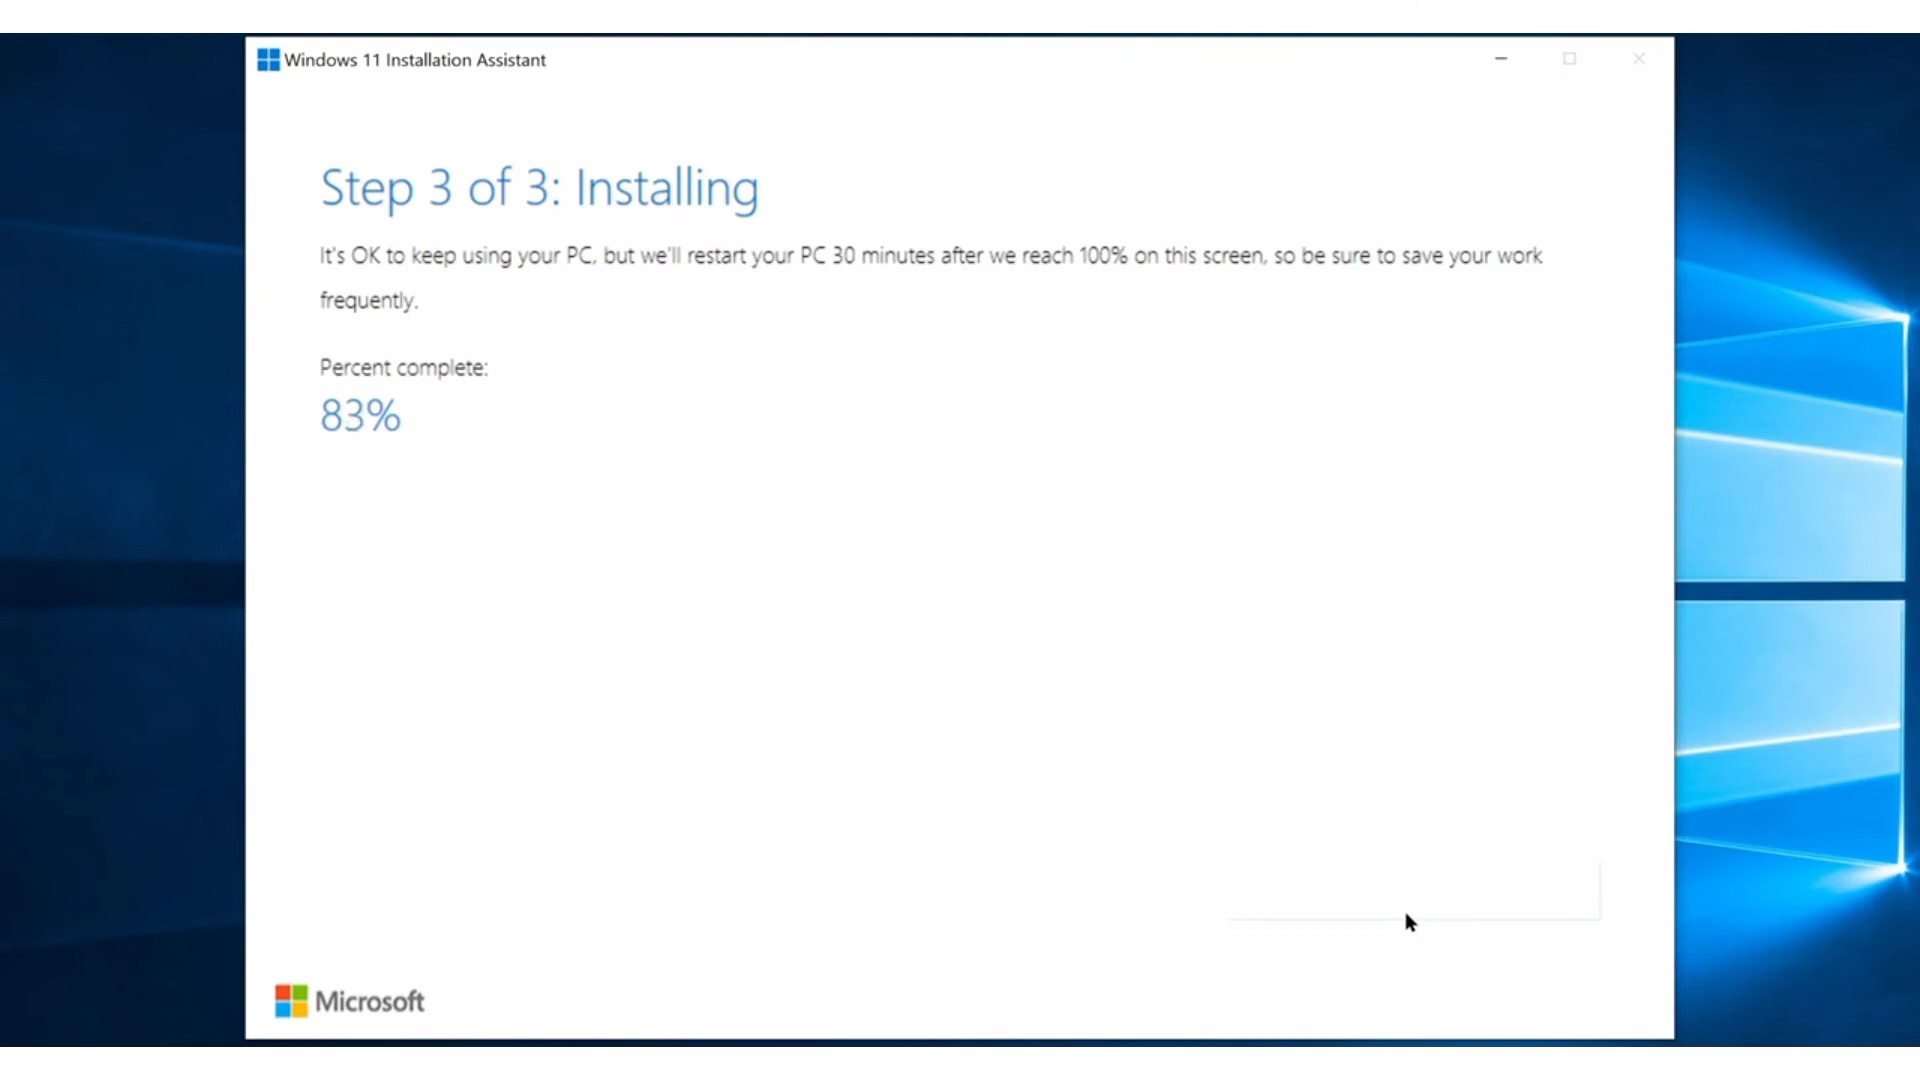 Windows 11 Installation Assistant
Step 3 of 3: Installing
It's OK to keep using your PC, but we'll restart your PC 30 minutes after we reach 100% on this screen, so be sure to save your work
frequently.
Percent complete:
83%
Microsoft